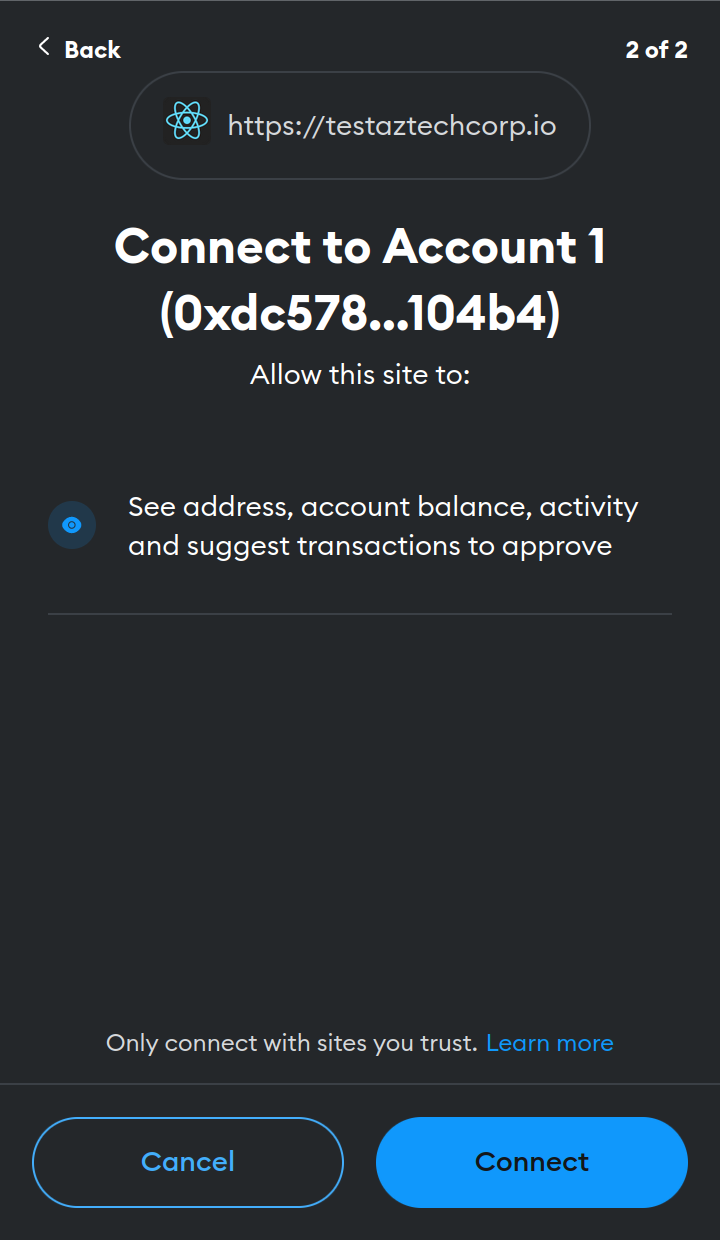 Back
2 of 2
https://testaztechcorp.io
Connect to Account 1
(0xdc578...104b4)
Allow this site to:
See address, account balance, activity
and suggest transactions to approve
Only connect with sites you trust. Learn more
Cancel
Connect